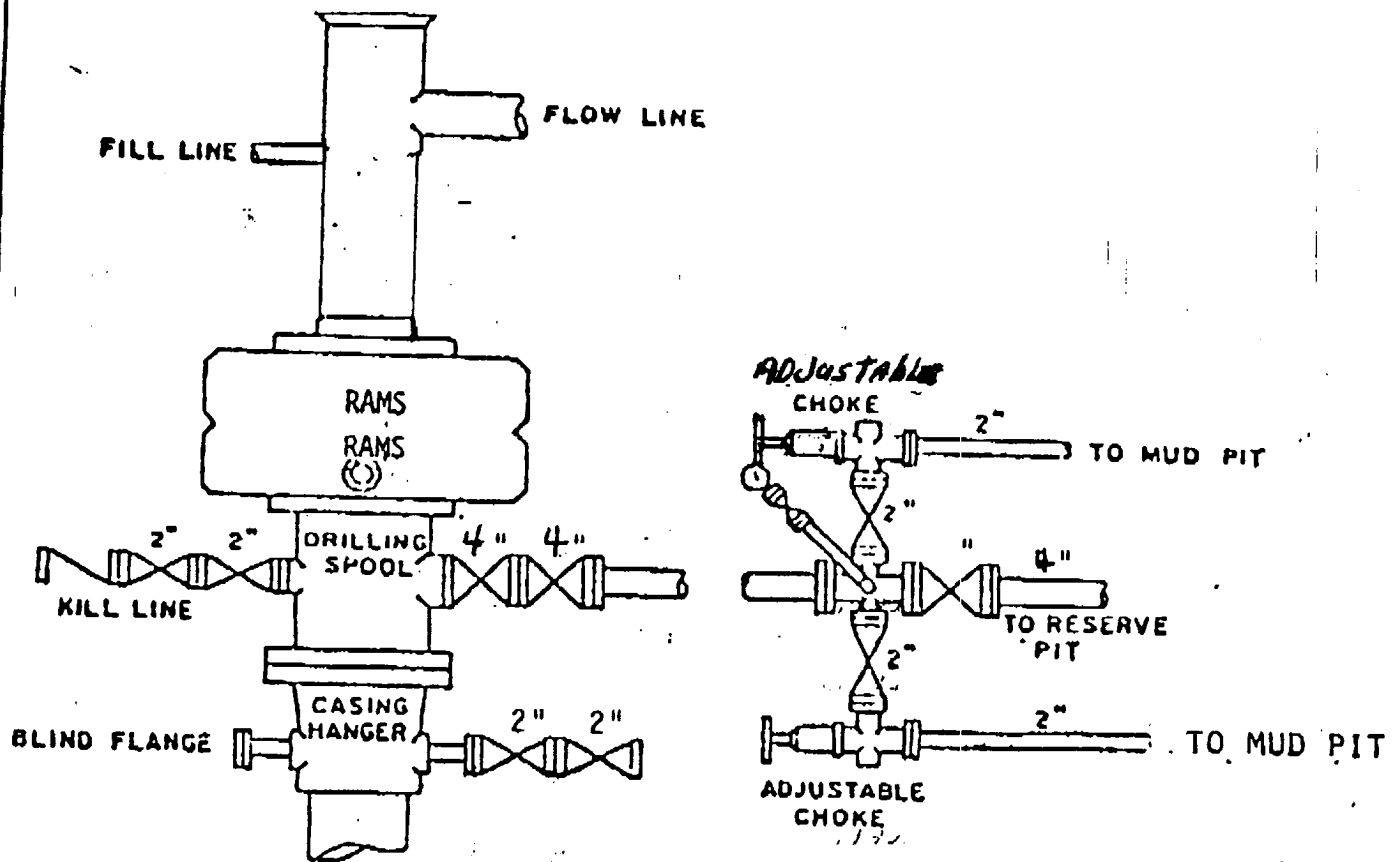 FLOW LINE
FILL LINE
RAMS
RAMS
ADJUSTABLE
CHOKE
2"
TO MUD PIT
2"
2" 2"
DRILLING
SPOOL
4" 4"
KILL LINE
"
4"
TO RESERVE
PIT
2"
CASING
HANGER
2" 2"
BLIND FLANGE
2"
TO MUD PIT
ADJUSTABLE
CHOKE